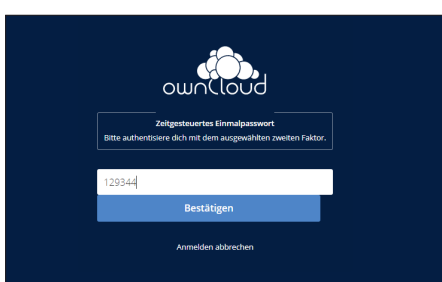 ownCloud
Zeitgesteuertes Einmalpasswort
Bitte authentisiere dich mit dem ausgewählten zweiten Faktor.
129344
Bestätigen
Anmelden abbrechen